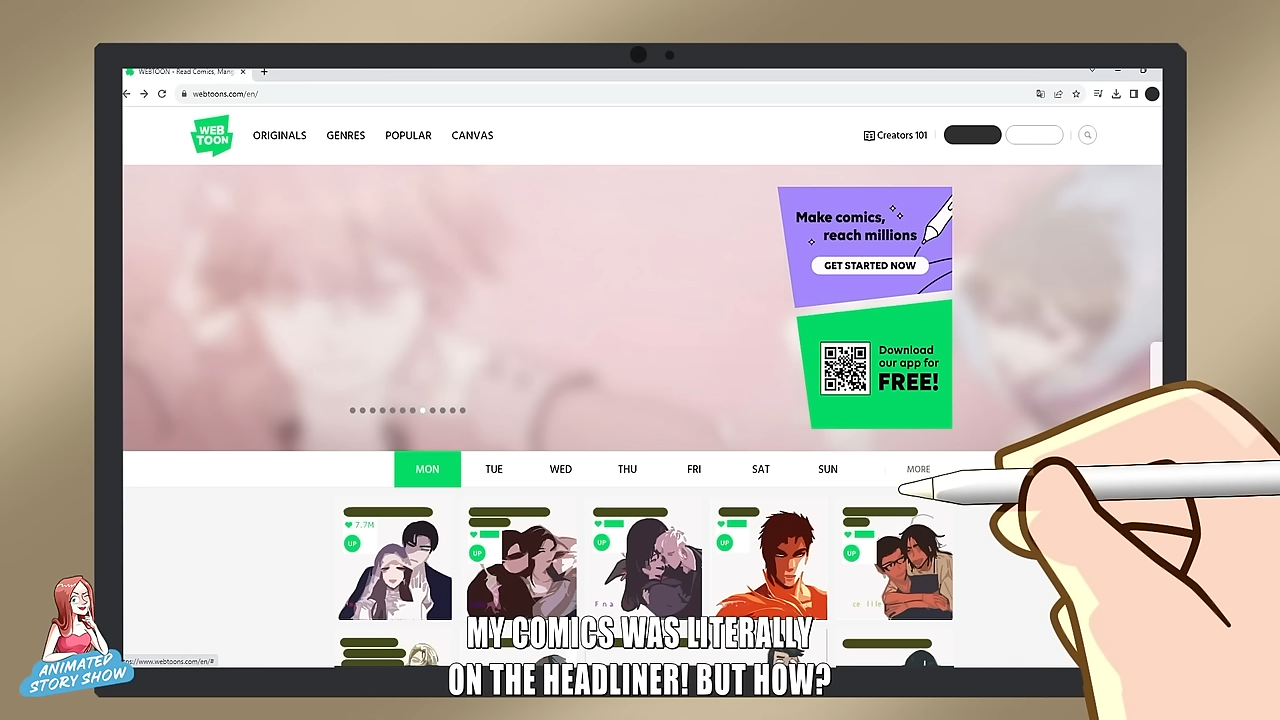 WEBTOON - Read Comics, Mang
webtoons.com/en/
WEB
TOON
ORIGINALS
GENRES
POPULAR
CANVAS
Creators 101
Make comics,
reach millions
GET STARTED NOW
Download
our app for
FREE!
MON
TUE
WED
THU
FRI
SAT
SUN
MORE
7.7M
UP
UP
UP
UP
UP
MY COMICS WAS LITERALLY
ON THE HEADLINER! BUT HOW?
ANIMATED
STORY SHOW
://www.webtoons.com/en/#